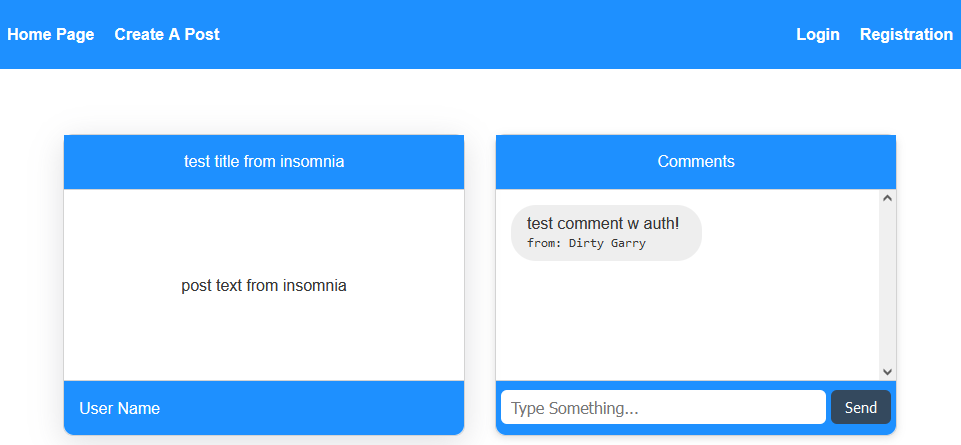 Home Page Create A Post Login Registration
test title from insomnia
post text from insomnia
User Name
Comments
test comment w auth!
from: Dirty Garry
Type Something...
Send